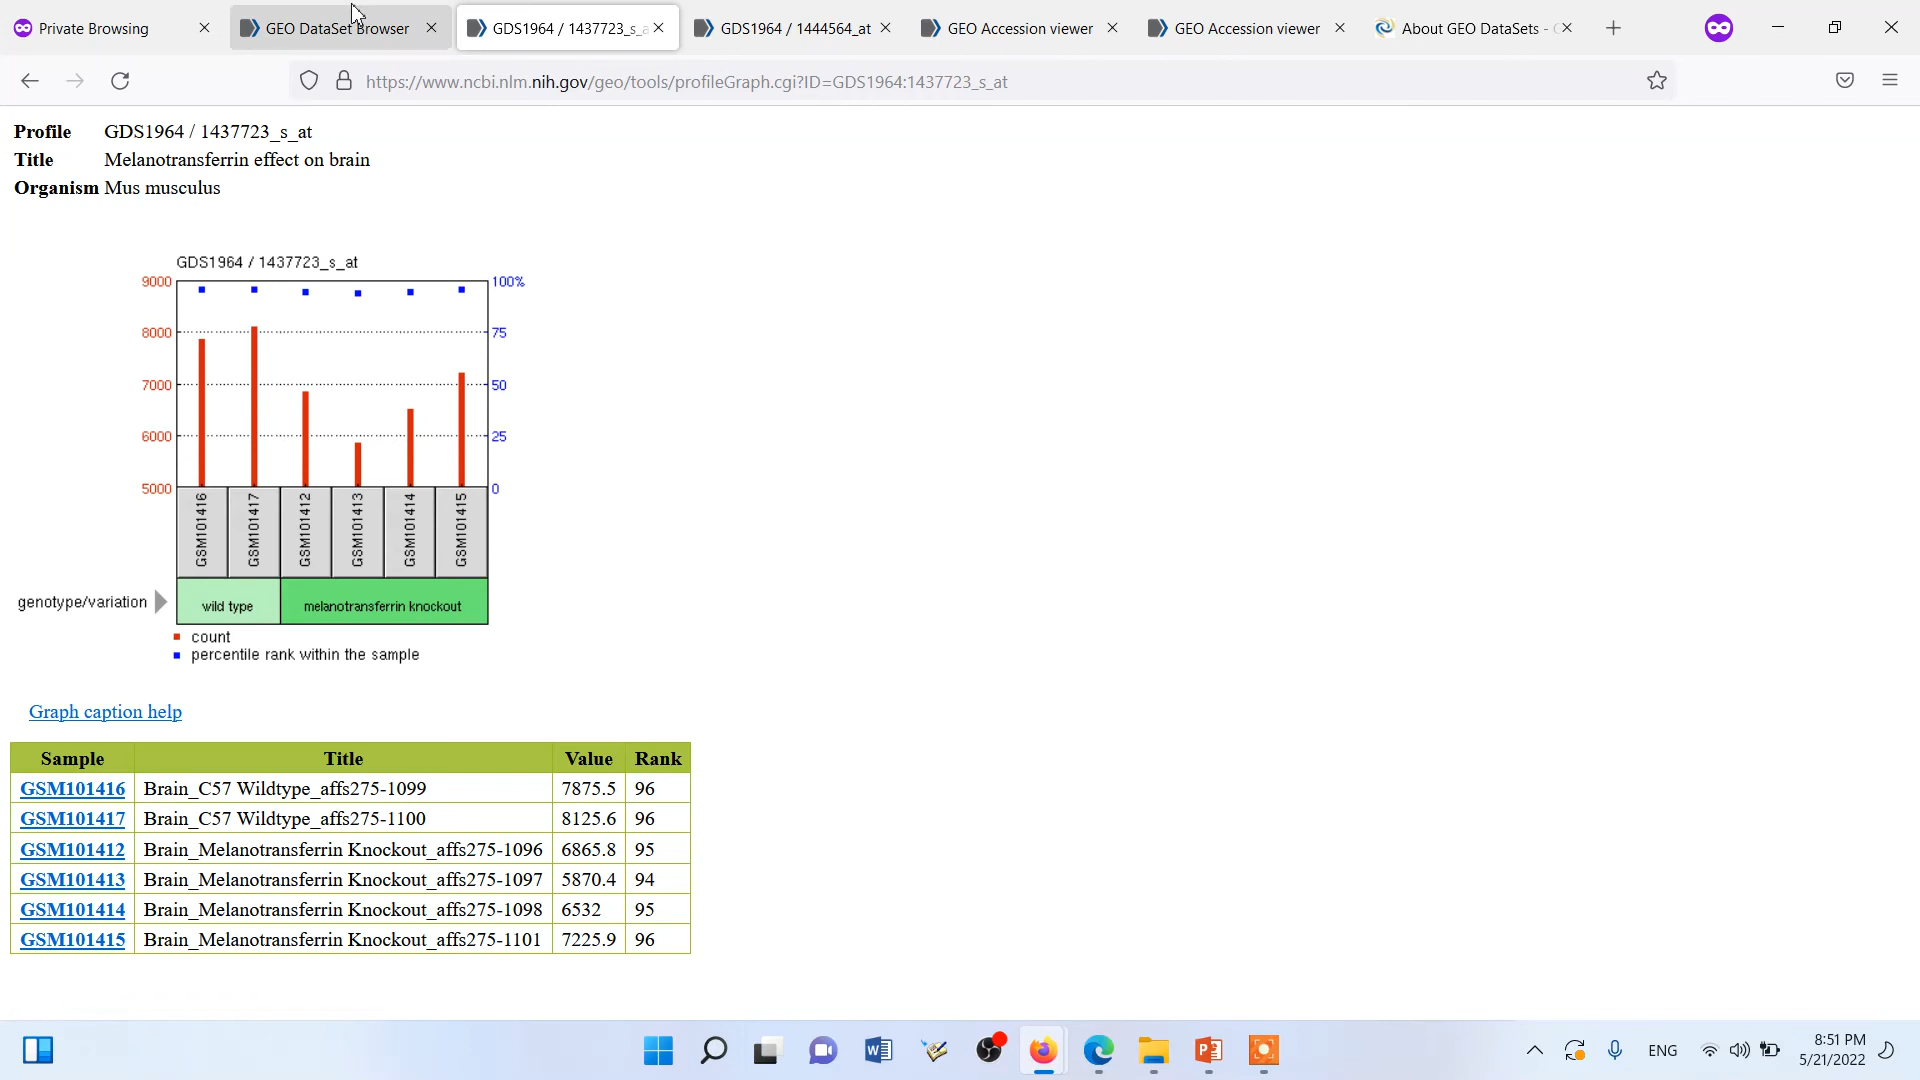 Private Browsing
GEO DataSet Browser
GDS1964 / 1437723_s_a
GDS1964 / 1444564_at
GEO Accession viewer
GEO Accession viewer
About GEO DataSets -
https://www.ncbi.nlm.nih.gov/geo/tools/profileGraph.cgi?ID=GDS1964:1437723_s_at
Profile GDS1964 / 1437723_s_at
Title Melanotransferrin effect on brain
Organism Mus musculus
GDS1964 / 1437723_s_at
9000 100%
8000 75
7000 50
6000 25
5000 0
GSM101416 GSM101417 GSM101412 GSM101413 GSM101414 GSM101415
genotype/variation wild type melanotransferrin knockout
count
percentile rank within the sample
Graph caption help
Sample Title Value Rank
GSM101416 Brain_C57 Wildtype_affs275-1099 7875.5 96
GSM101417 Brain_C57 Wildtype_affs275-1100 8125.6 96
GSM101412 Brain_Melanotransferrin Knockout_affs275-1096 6865.8 95
GSM101413 Brain_Melanotransferrin Knockout_affs275-1097 5870.4 94
GSM101414 Brain_Melanotransferrin Knockout_affs275-1098 6532 95
GSM101415 Brain_Melanotransferrin Knockout_affs275-1101 7225.9 96
ENG
8:51 PM
5/21/2022